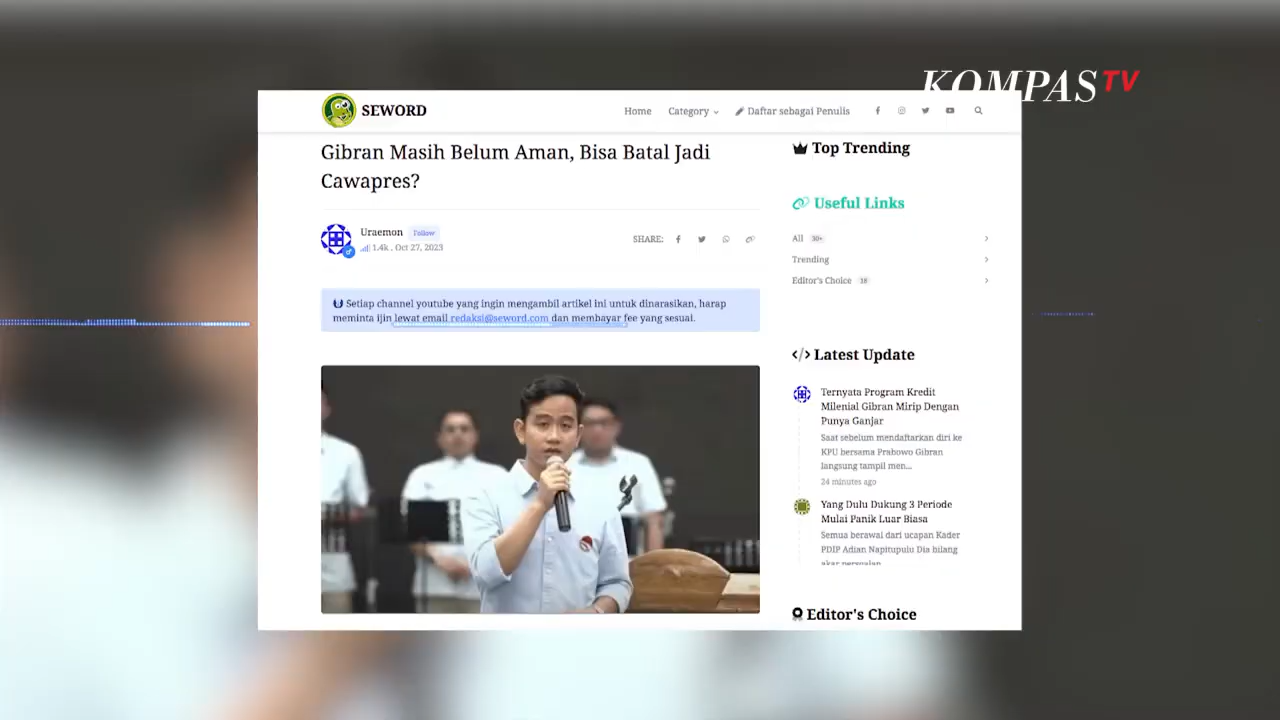 KOMPAS TV
SEWORD
Home Category Daftar sebagai Penulis
Gibran Masih Belum Aman, Bisa Batal Jadi
Cawapres?
Uraemon Follow
1.4k , Oct 27, 2023
SHARE:
Setiap channel youtube yang ingin mengambil artikel ini untuk dinarasikan, harap
meminta ijin lewat email redaksi@seword.com dan membayar fee yang sesuai.
Top Trending
Useful Links
All 30+
Trending
Editor's Choice 18
Latest Update
Ternyata Program Kredit
Milenial Gibran Mirip Dengan
Punya Ganjar
Saat sebelum mendaftarkan diri ke
KPU bersama Prabowo Gibran
langsung tampil men...
24 minutes ago
Yang Dulu Dukung 3 Periode
Mulai Panik Luar Biasa
Semua berawal dari ucapan Kader
PDIP Adian Napitupulu Dia bilang
akar persoalan
Editor's Choice